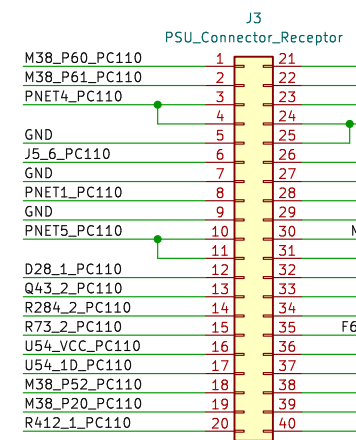 J3
PSU_Connector_Receptor
M38_P60_PC110 1 21
M38_P61_PC110 2 22
PNET4_PC110 3 23
4 24
GND 5 25
J5_6_PC110 6 26
GND 7 27
PNET1_PC110 8 28
GND 9 29
PNET5_PC110 10 30
11 31
D28_1_PC110 12 32
Q43_2_PC110 13 33
R284_2_PC110 14 34
R73_2_PC110 15 35 F6
U54_VCC_PC110 16 36
U54_1D_PC110 17 37
M38_P52_PC110 18 38
M38_P20_PC110 19 39
R412_1_PC110 20 40